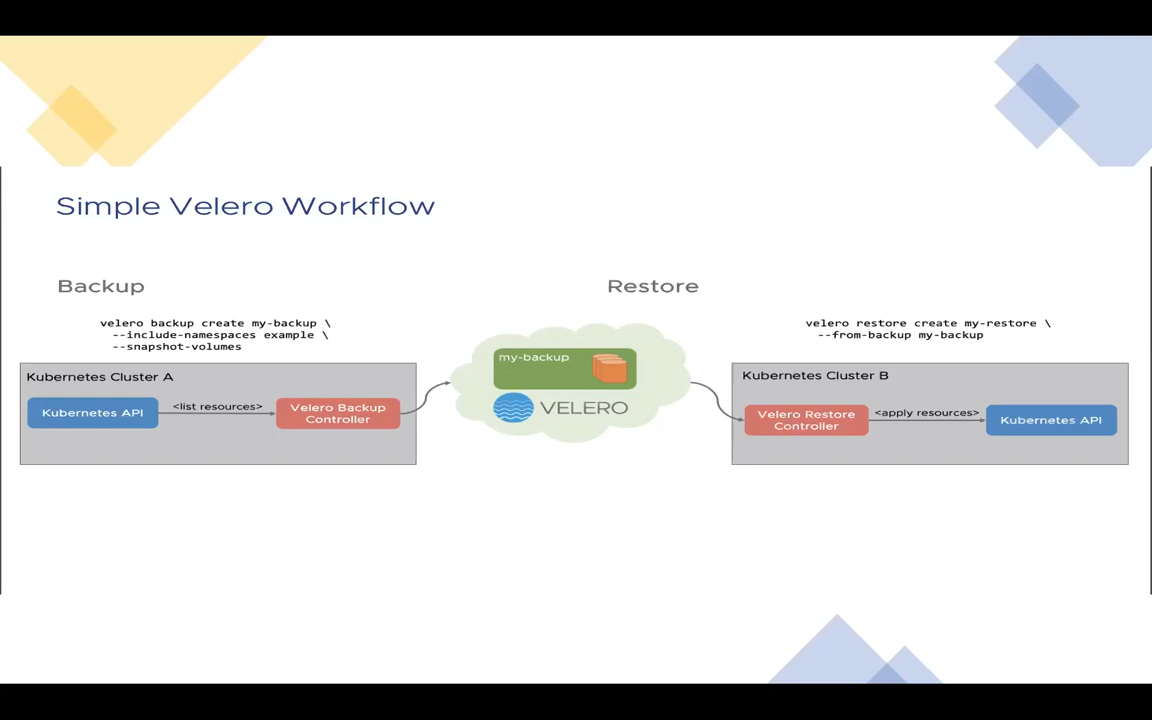 Simple Velero Workflow
Backup
velero backup create my-backup \
--include-namespaces example \
--snapshot-volumes
Kubernetes Cluster A
Kubernetes API
<list resources>
Velero Backup
Controller
my-backup
VELERO
Restore
velero restore create my-restore \
--from-backup my-backup
Kubernetes Cluster B
Velero Restore
Controller
<apply resources>
Kubernetes API